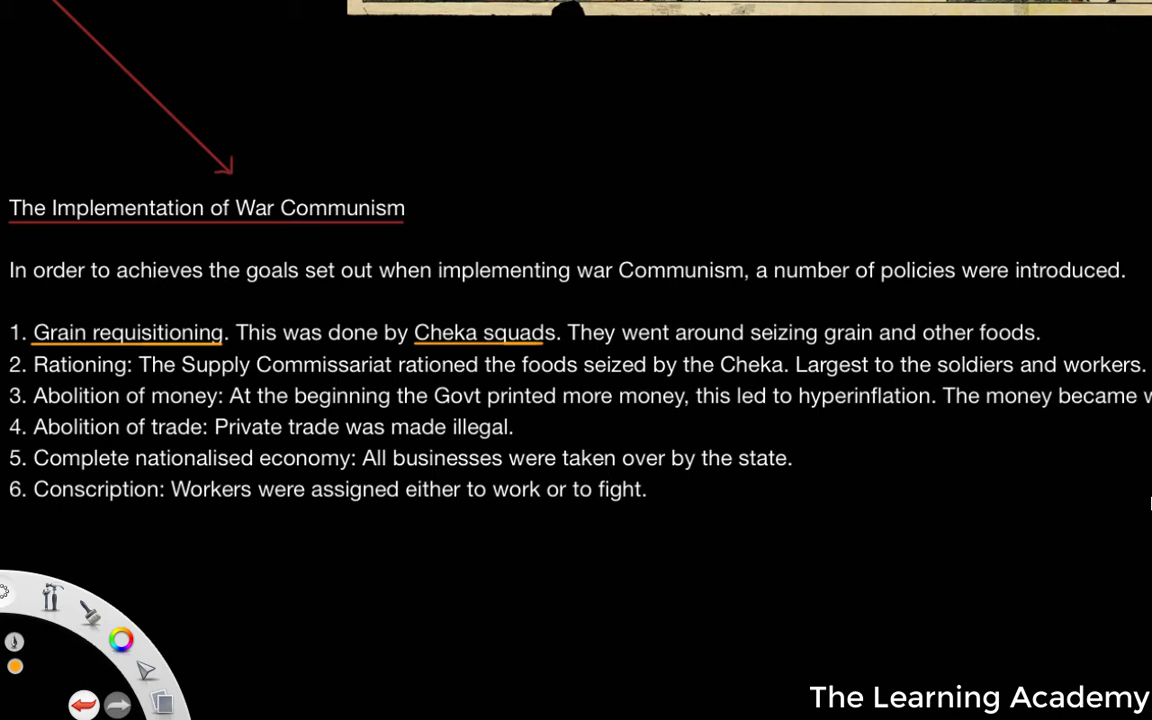 The Implementation of War Communism
In order to achieves the goals set out when implementing war Communism, a number of policies were introduced.
1. Grain requisitioning. This was done by Cheka squads. They went around seizing grain and other foods.
2. Rationing: The Supply Commissariat rationed the foods seized by the Cheka. Largest to the soldiers and workers.
3. Abolition of money: At the beginning the Govt printed more money, this led to hyperinflation. The money became
4. Abolition of trade: Private trade was made illegal.
5. Complete nationalised economy: All businesses were taken over by the state.
6. Conscription: Workers were assigned either to work or to fight.
The Learning Academy